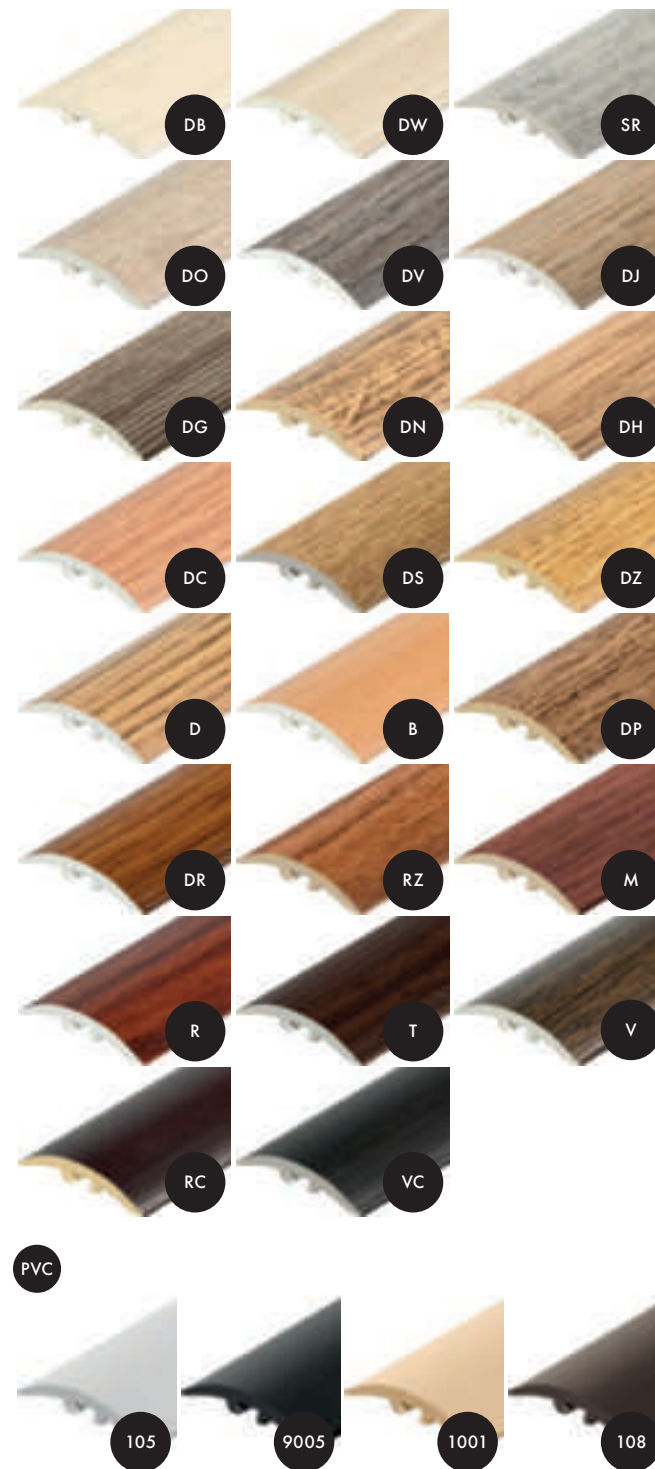 DB DW SR
DO DV DJ
DG DN DH
DC DS DZ
D B DP
DR RZ M
R T V
RC VC
PVC
105 9005 1001 108